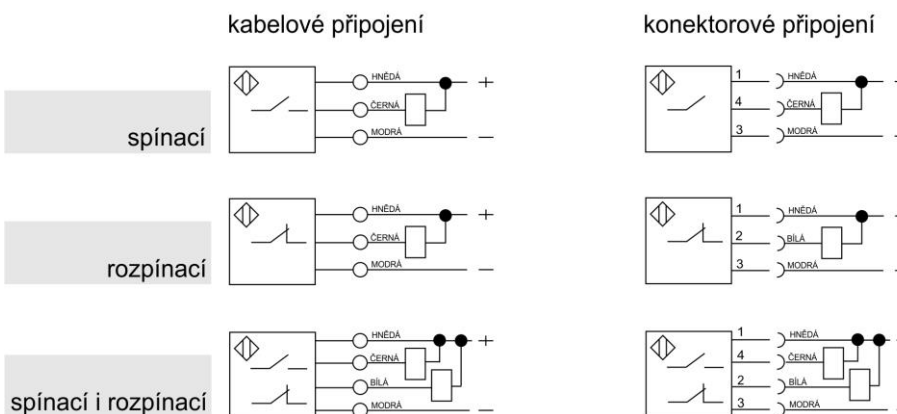 kabelové připojení
konektorové připojení
spínací
HNĚDÁ
+
ČERNÁ
MODRÁ
−
1
HNĚDÁ
4
ČERNÁ
3
MODRÁ
rozpínací
HNĚDÁ
+
ČERNÁ
MODRÁ
−
1
HNĚDÁ
2
BÍLÁ
3
MODRÁ
spínací i rozpínací
HNĚDÁ
+
ČERNÁ
BÍLÁ
MODRÁ
−
1
HNĚDÁ
4
ČERNÁ
2
BÍLÁ
3
MODRÁ